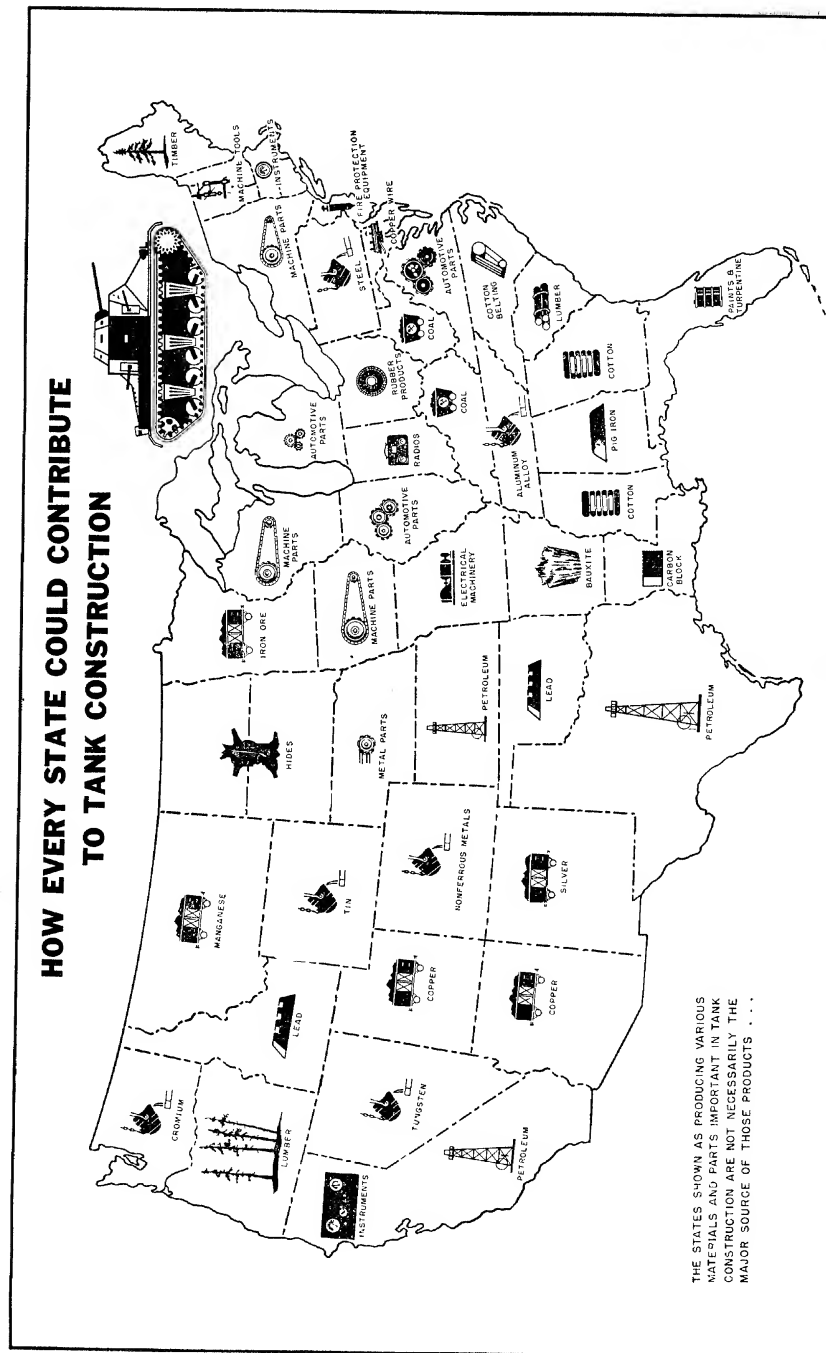 HOW EVERY STATE COULD CONTRIBUTE
TO TANK CONSTRUCTION
CROMIUM
LUMBER
INSTRUMENTS
PETROLEUM
TUNGSTEN
LEAD
MANGANESE
TIN
COPPER
COPPER
NONFERROUS METALS
SILVER
HIDES
METAL PARTS
PETROLEUM
LEAD
PETROLEUM
IRON ORE
MACHINE PARTS
ELECTRICAL
MACHINERY
BAUXITE
CARBON
BLOCK
MACHINE
PARTS
AUTOMOTIVE
PARTS
AUTOMOTIVE
PARTS
RADIOS
RUBBER
PRODUCTS
COAL
COAL
ALUMINUM
ALLOY
COTTON
PIG IRON
COTTON
PAINTS &
TURPENTINE
LUMBER
COTTON
BELTING
AUTOMOTIVE
PARTS
COPPER WIRE
STEEL
FIRE PROTECTION
EQUIPMENT
MACHINE PARTS
INSTRUMENTS
MACHINE TOOLS
TIMBER
THE STATES SHOWN AS PRODUCING VARIOUS
MATERIALS AND PARTS IMPORTANT IN TANK
CONSTRUCTION ARE NOT NECESSARILY THE
MAJOR SOURCE OF THOSE PRODUCTS . . .